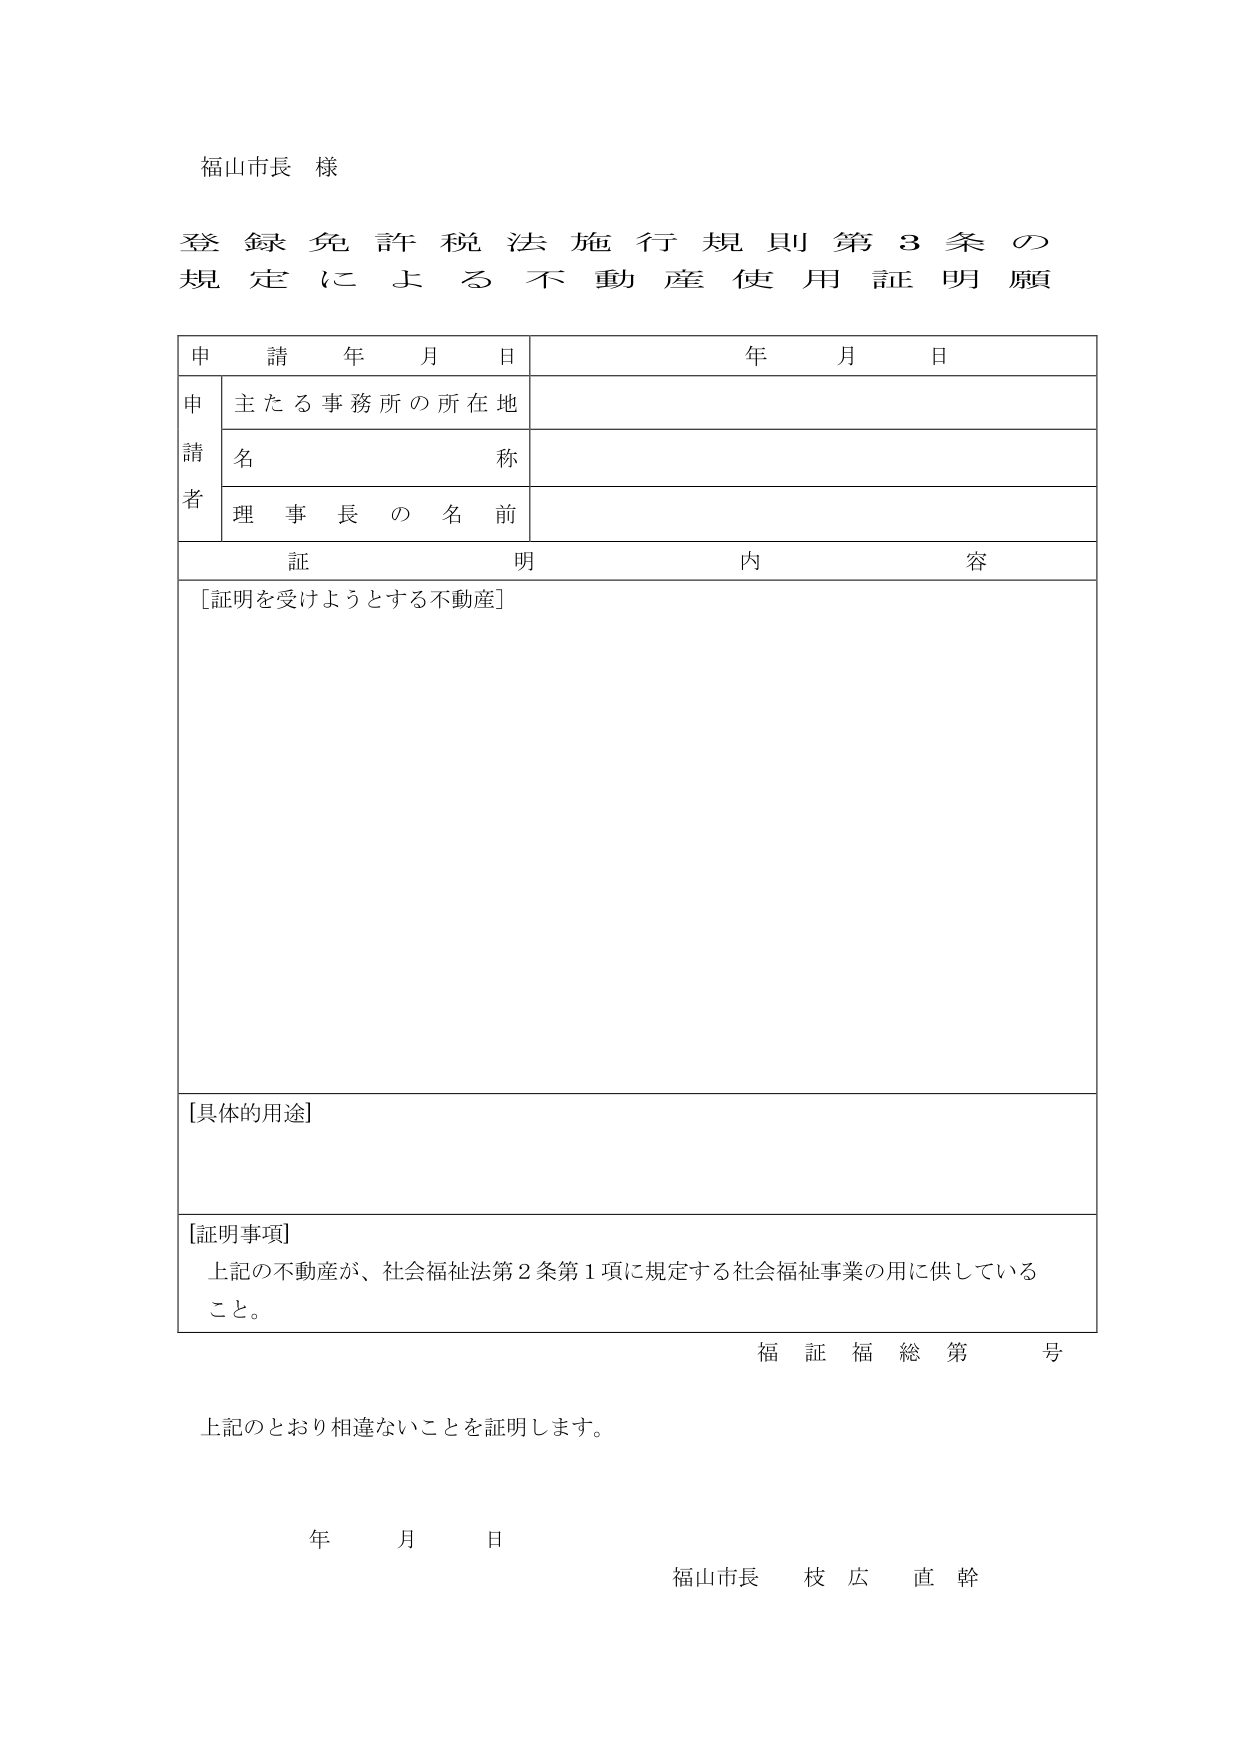 福山市長　様
登録免許税法施行規則第3条の
規定による不動産使用証明願
申請年月日　年　月　日
申請者
主たる事務所の所在地
名称
理事長の名前
証明内容
［証明を受けようとする不動産］
[具体的用途]
[証明事項]
上記の不動産が、社会福祉法第２条第１項に規定する社会福祉事業の用に供している
こと。
福証福総第　号
上記のとおり相違ないことを証明します。
年　月　日
福山市長　枝広　直幹